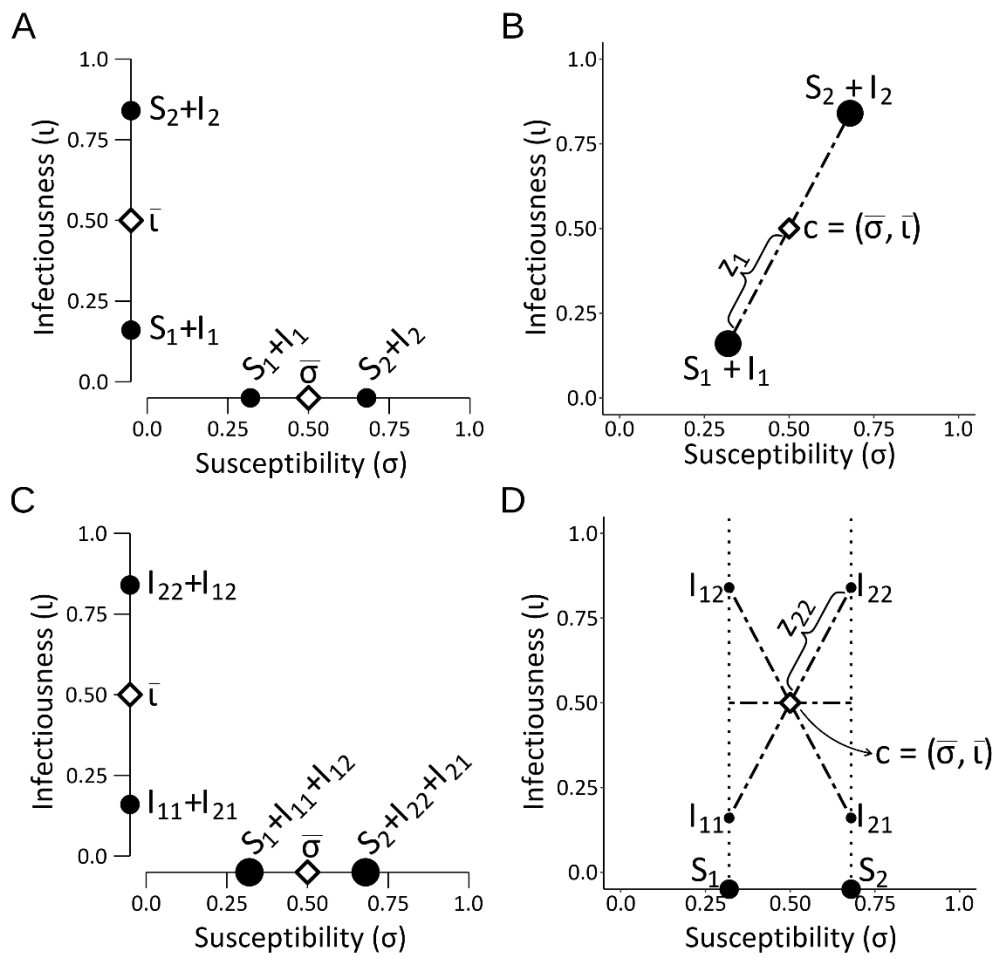 A
Infectiousness (ι)
1.0
0.75
0.50
0.25
0.0
S₂+I₂
ῑ
S₁+I₁
S₁+I₁
σ̅
S₂+I₂
0.0 0.25 0.50 0.75 1.0
Susceptibility (σ)
B
Infectiousness (ι)
1.0
0.75
0.50
0.25
0.0
S₂ + I₂
c = (σ̅, ῑ)
z₁
S₁ + I₁
0.0 0.25 0.50 0.75 1.0
Susceptibility (σ)
C
Infectiousness (ι)
1.0
0.75
0.50
0.25
0.0
I₂₂+I₁₂
ῑ
I₁₁+I₂₁
S₁+I₁₁+I₁₂
σ̅
S₂+I₂₂+I₂₁
0.0 0.25 0.50 0.75 1.0
Susceptibility (σ)
D
Infectiousness (ι)
1.0
0.75
0.50
0.25
0.0
I₁₂
I₂₂
z₂₂
c = (σ̅, ῑ)
I₁₁
I₂₁
S₁
S₂
0.0 0.25 0.50 0.75 1.0
Susceptibility (σ)